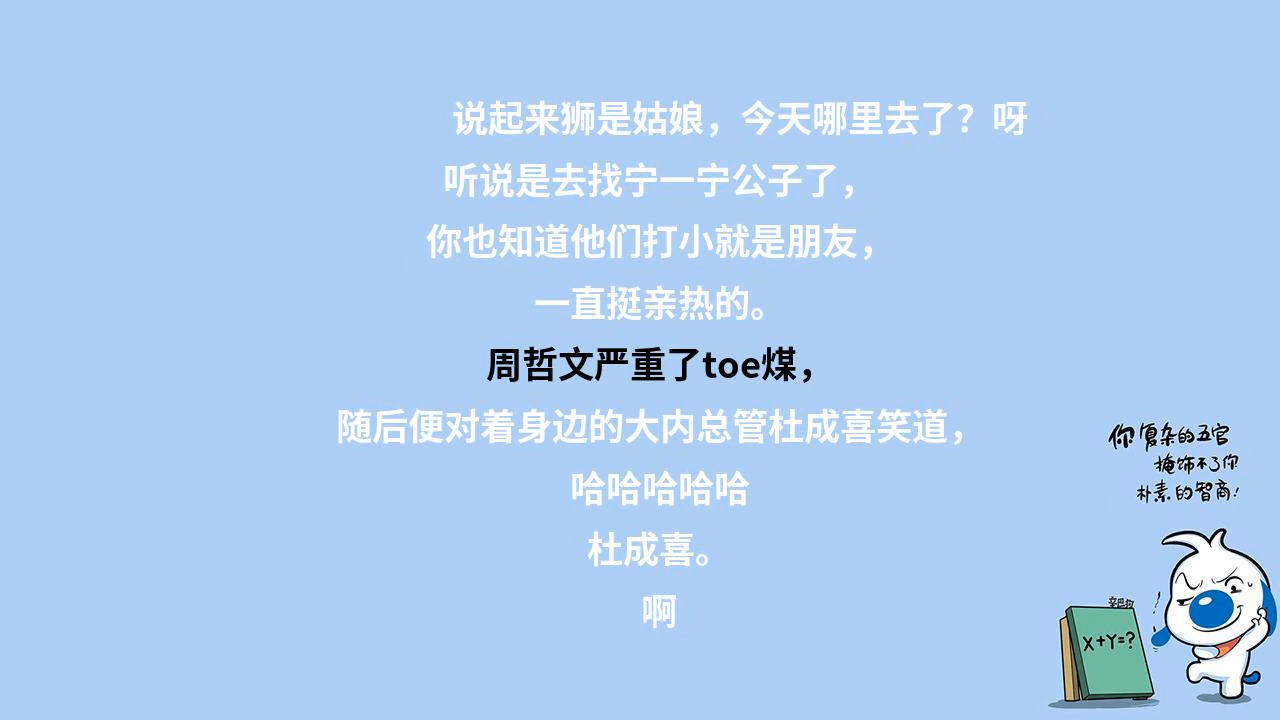 说起来狮是姑娘，今天哪里去了？呀
听说是去找宁一宁公子了，
你也知道他们打小就是朋友，
一直挺亲热的。
周哲文严重了toe煤，
随后便对着身边的大内总管杜成喜笑道，
哈哈哈哈哈
杜成喜。
啊
你复杂的五官
掩饰不了你
朴素的智商！
X+Y=?